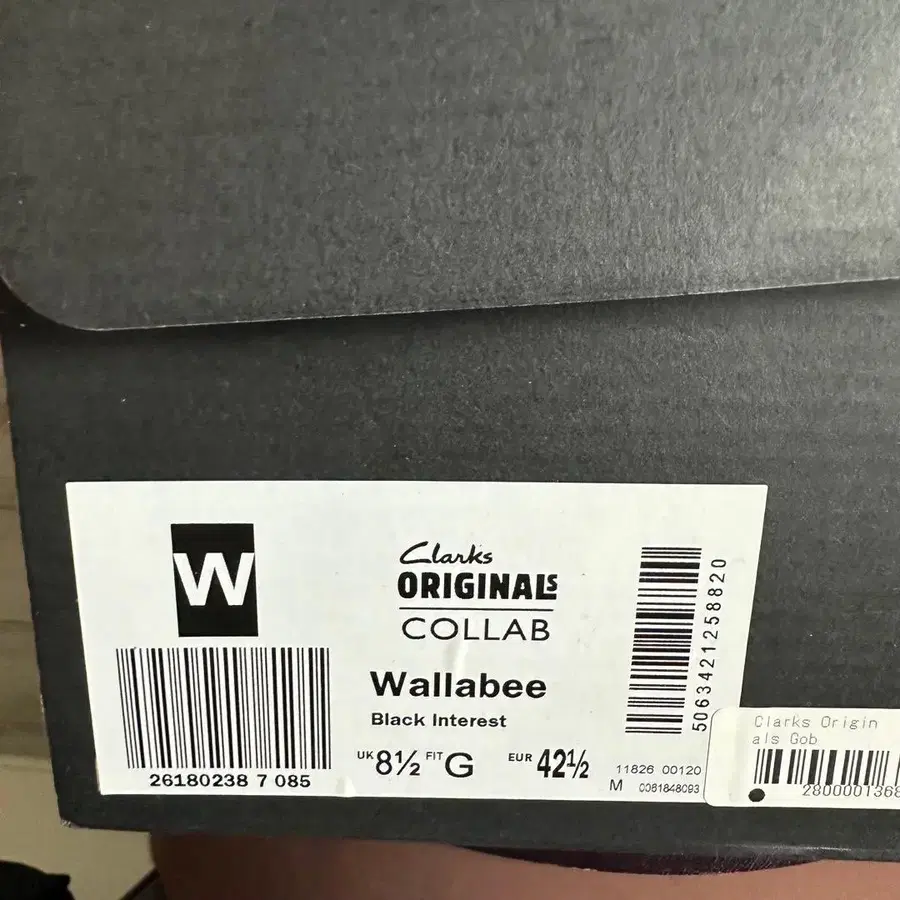 W
26180238 7 085
Clarks
ORIGINALS
COLLAB
Wallabee
Black Interest
UK 8½ FIT G EUR 42½
5063421258820
11826 00120
M 0061848093
Clarks Origin
als Gob
2800001368